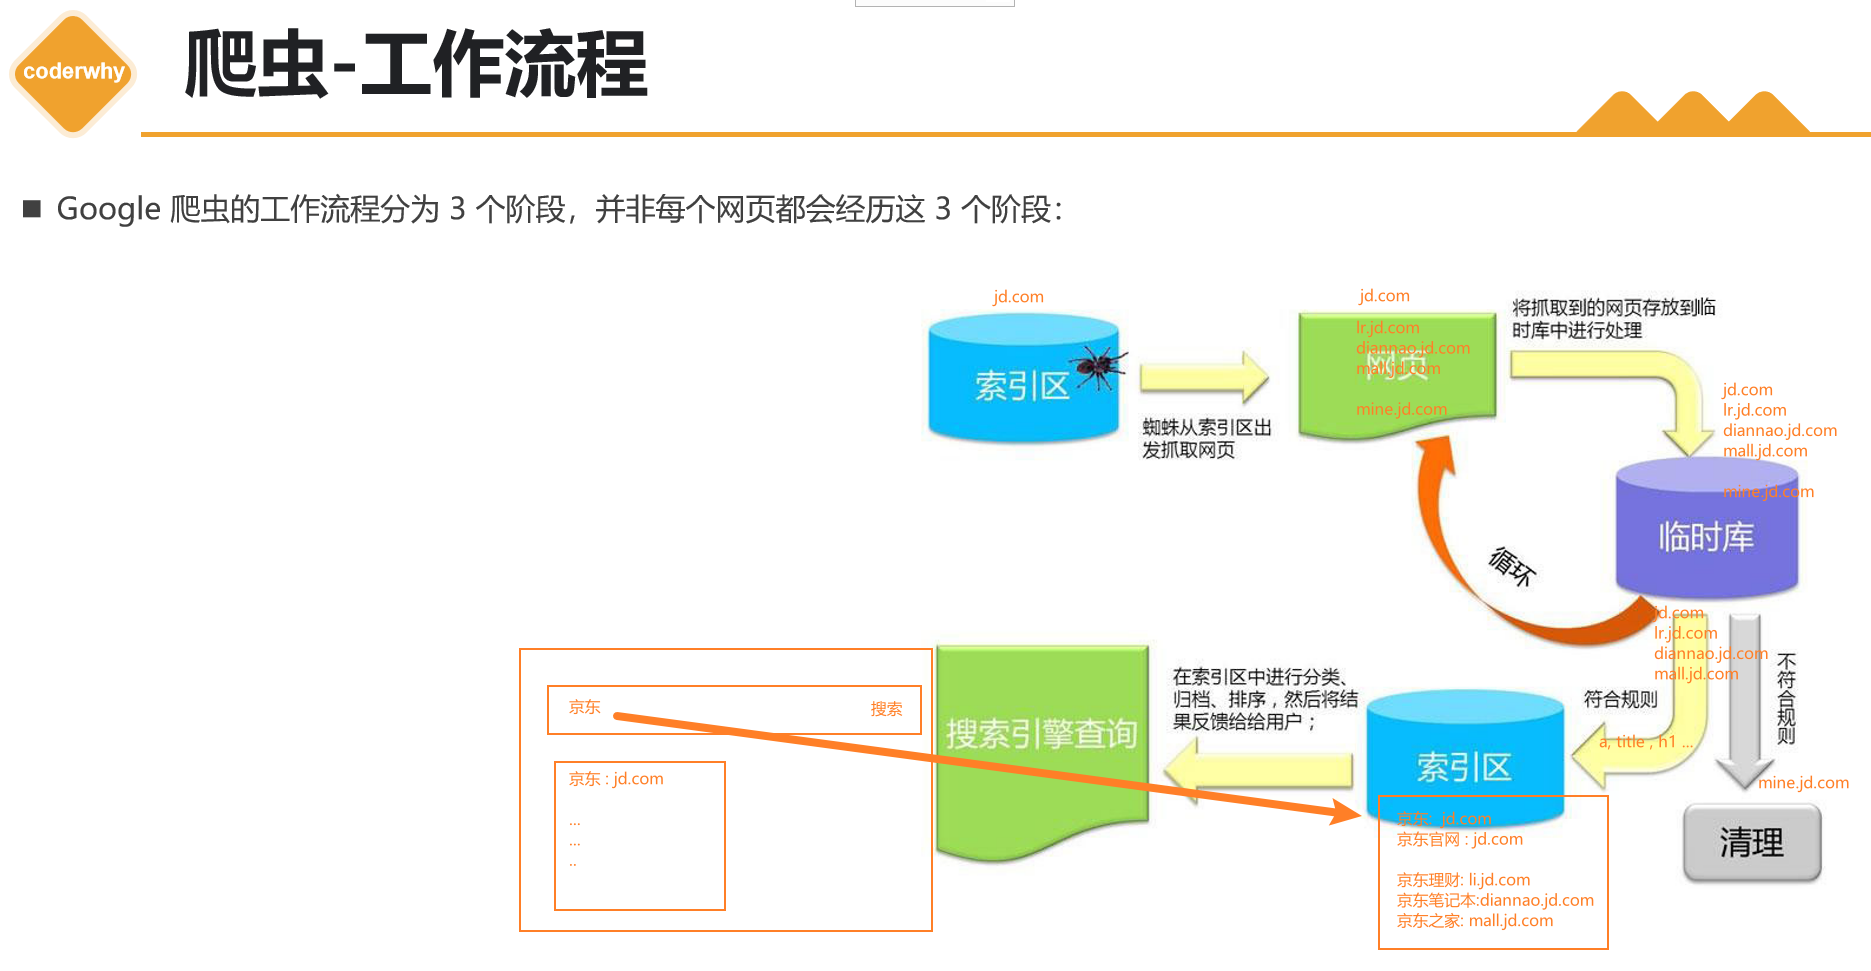 coderwhy
爬虫-工作流程
Google 爬虫的工作流程分为 3 个阶段，并非每个网页都会经历这 3 个阶段：
jd.com
索引区
蜘蛛从索引区出
发抓取网页
jd.com
lr.jd.com
diannao.jd.com
mall.jd.com
网页
mine.jd.com
将抓取到的网页存放到临
时库中进行处理
jd.com
lr.jd.com
diannao.jd.com
mall.jd.com
mine.jd.com
临时库
循环
jd.com
lr.jd.com
diannao.jd.com
mall.jd.com
不符合规则
mine.jd.com
清理
符合规则
a, title , h1 ...
索引区
京东: jd.com
京东官网 : jd.com
京东理财: li.jd.com
京东笔记本:diannao.jd.com
京东之家: mall.jd.com
在索引区中进行分类、
归档、排序，然后将结
果反馈给给用户；
搜索引擎查询
京东 搜索
京东 : jd.com
...
...
..